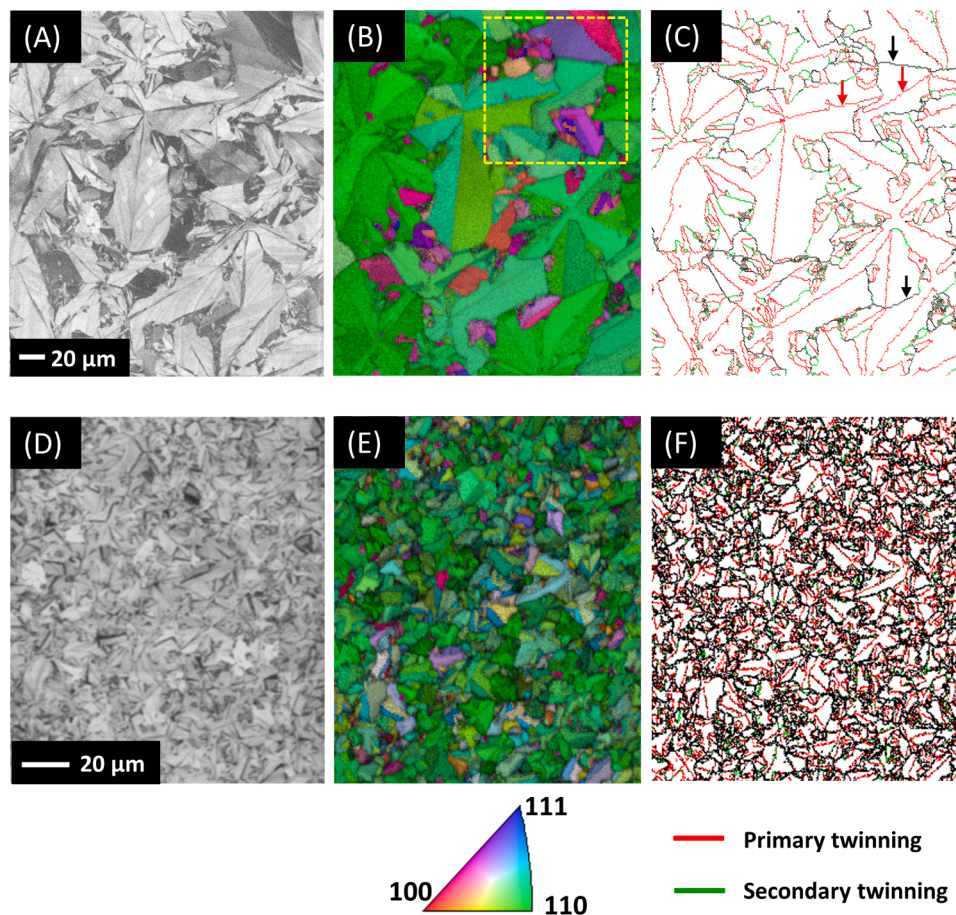 (A)
(B)
(C)
20 μm
(D)
(E)
(F)
20 μm
111
100
110
Primary twinning
Secondary twinning